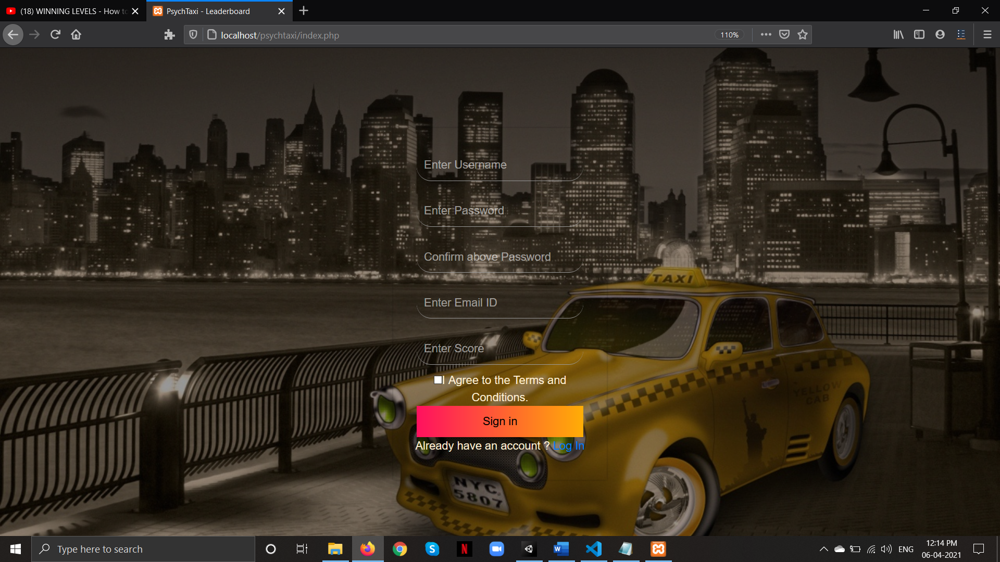 (18) WINNING LEVELS - How to
PsychTaxi - Leaderboard
localhost/psychtaxi/index.php
110%
Enter Username
Enter Password
Confirm above Password
Enter Email ID
TAXI
Enter Score
I Agree to the Terms and
Conditions.
YELLOW
CAB
Sign in
Already have an account ? Log In
NYC
5807
Type here to search
ENG
12:14 PM
06-04-2021